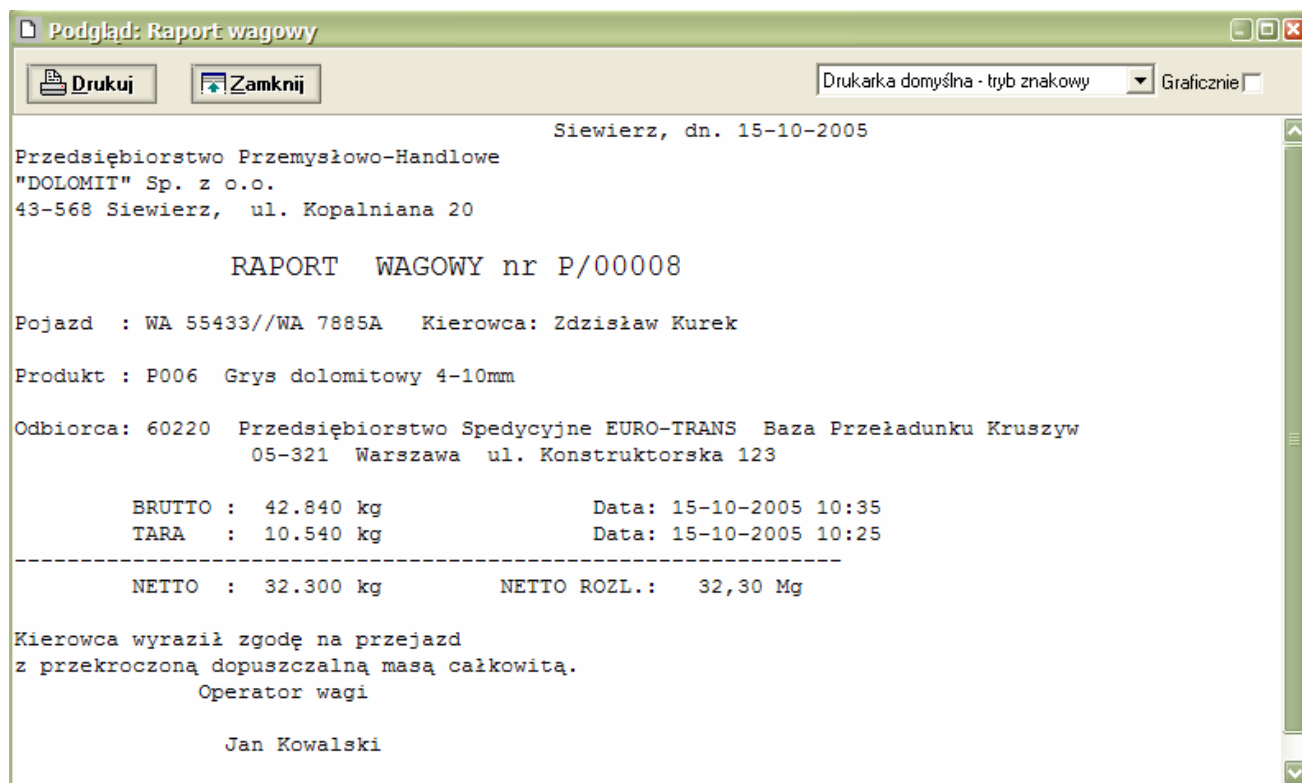 Podgląd: Raport wagowy
Drukuj Zamknij Drukarka domyślna - tryb znakowy Graficznie
Siewierz, dn. 15-10-2005
Przedsiębiorstwo Przemysłowo-Handlowe
"DOLOMIT" Sp. z o.o.
43-568 Siewierz, ul. Kopalniana 20
RAPORT WAGOWY nr P/00008
Pojazd : WA 55433//WA 7885A Kierowca: Zdzisław Kurek
Produkt : P006 Grys dolomitowy 4-10mm
Odbiorca: 60220 Przedsiębiorstwo Spedycyjne EURO-TRANS Baza Przeładunku Kruszyw
05-321 Warszawa ul. Konstruktorska 123
BRUTTO : 42.840 kg Data: 15-10-2005 10:35
TARA : 10.540 kg Data: 15-10-2005 10:25
---------------------------------------------------------------
NETTO : 32.300 kg NETTO ROZL.: 32,30 Mg
Kierowca wyraził zgodę na przejazd
z przekroczoną dopuszczalną masą całkowitą.
Operator wagi
Jan Kowalski